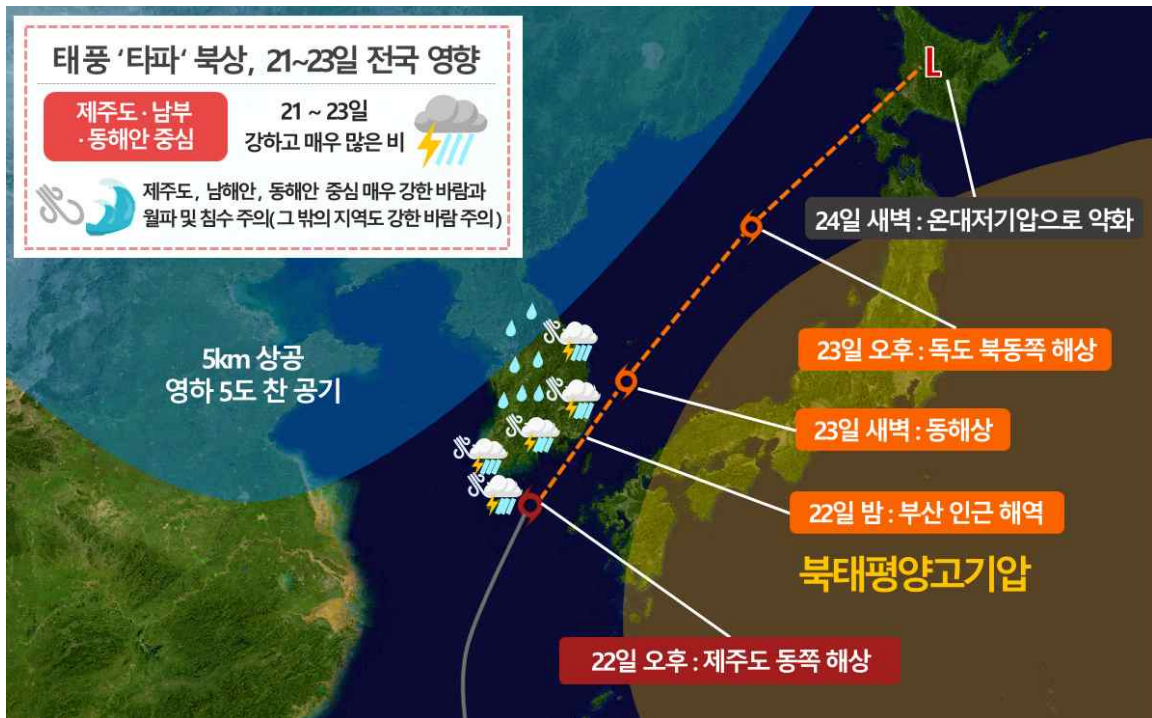 태풍 ‘타파‘ 북상, 21~23일 전국 영향
제주도·남부
·동해안 중심
21 ~ 23일
강하고 매우 많은 비
제주도, 남해안, 동해안 중심 매우 강한 바람과
월파 및 침수 주의(그 밖의 지역도 강한 바람 주의)
L
24일 새벽 : 온대저기압으로 약화
23일 오후 : 독도 북동쪽 해상
5km 상공
영하 5도 찬 공기
23일 새벽 : 동해상
22일 밤 : 부산 인근 해역
북태평양고기압
22일 오후 : 제주도 동쪽 해상